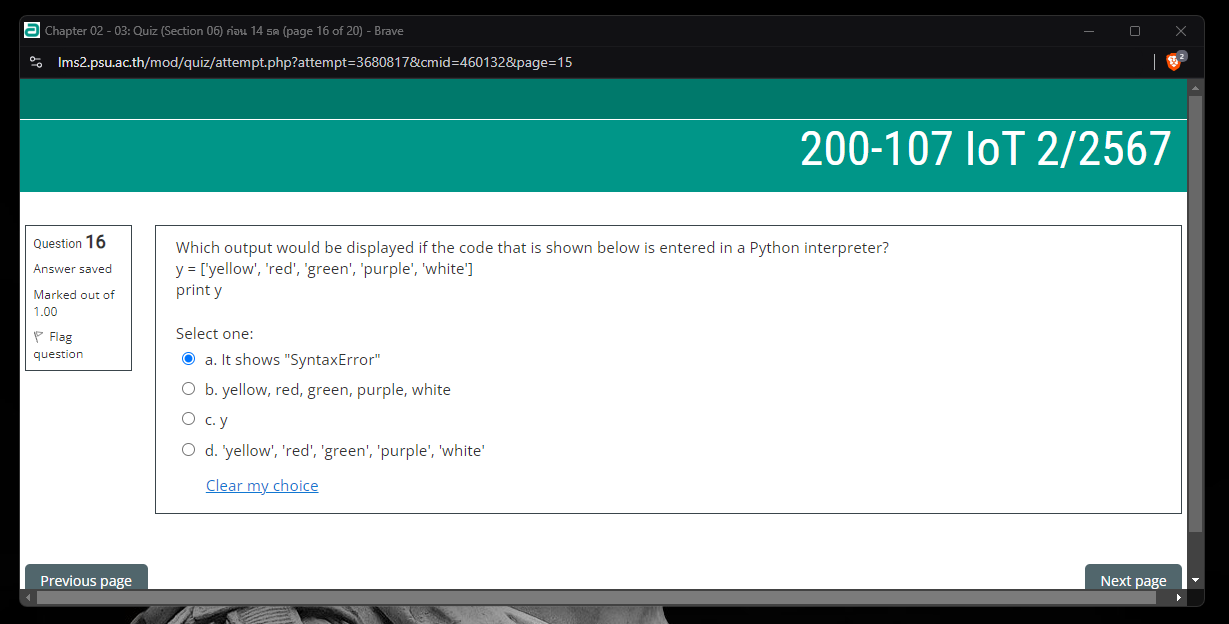 Chapter 02 - 03: Quiz (Section 06) ก่อน 14 ธค (page 16 of 20) - Brave
lms2.psu.ac.th/mod/quiz/attempt.php?attempt=3680817&cmid=460132&page=15
2
200-107 IoT 2/2567
Question 16
Answer saved
Marked out of
1.00
Flag
question
Which output would be displayed if the code that is shown below is entered in a Python interpreter?
y = ['yellow', 'red', 'green', 'purple', 'white']
print y
Select one:
a. It shows "SyntaxError"
b. yellow, red, green, purple, white
c. y
d. 'yellow', 'red', 'green', 'purple', 'white'
Clear my choice
Previous page
Next page